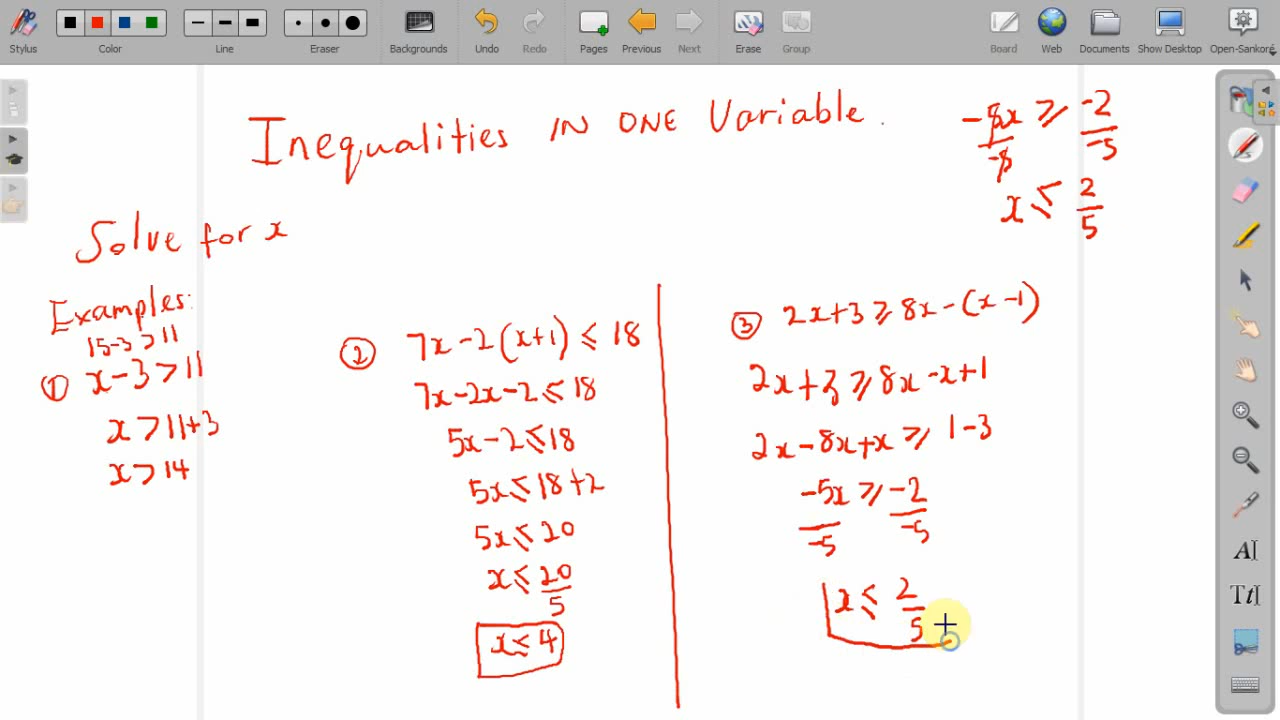 Stylus
Color
Line
Eraser
Backgrounds
Undo
Redo
Pages
Previous
Next
Erase
Group
Board
Web
Documents
Show Desktop
Open-Sankoré
Inequalities IN ONE Variable.
-5x ≥ -2
-5 -5
x ≤ 2/5
Solve for x
Examples:
15-3>11
① x-3>11
x>11+3
x>14
② 7x-2(x+1) ≤ 18
7x-2x-2 ≤ 18
5x-2 ≤ 18
5x ≤ 18+2
5x ≤ 20
x ≤ 20/5
x ≤ 4
③ 2x+3 ≥ 8x-(x-1)
2x+3 ≥ 8x-x+1
2x-8x+x ≥ 1-3
-5x ≥ -2
-5 -5
x ≤ 2/5
A
Tt